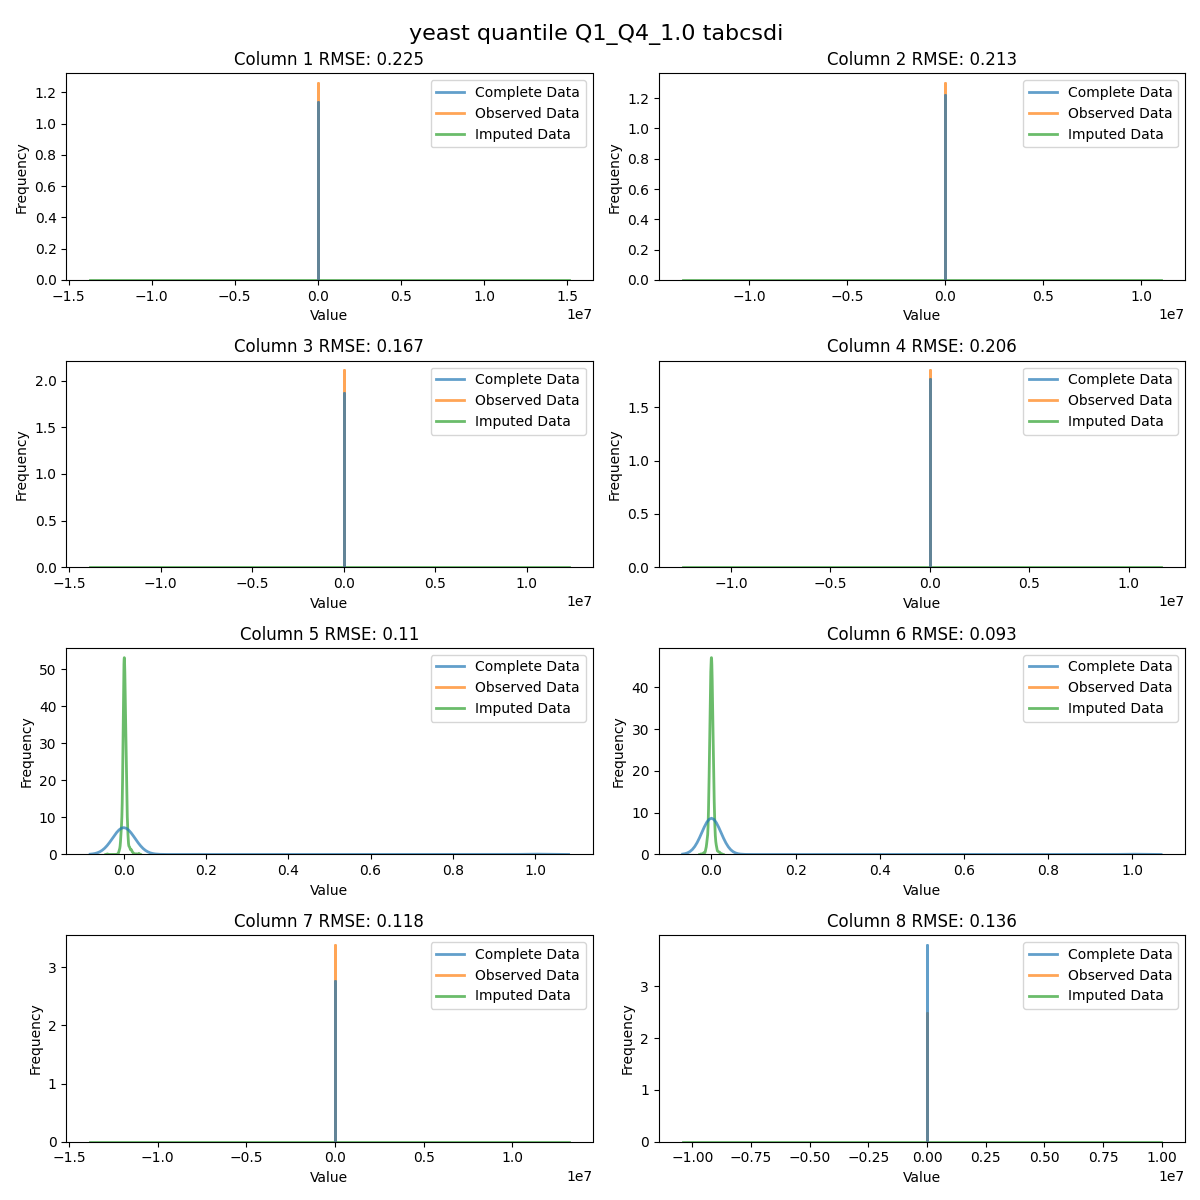 yeast quantile Q1_Q4_1.0 tabcsdi
Column 1 RMSE: 0.225
Frequency
1.2
1.0
0.8
0.6
0.4
0.2
0.0
Complete Data
Observed Data
Imputed Data
−1.5 −1.0 −0.5 0.0 0.5 1.0 1.5
Value
1e7
Column 2 RMSE: 0.213
Frequency
1.2
1.0
0.8
0.6
0.4
0.2
0.0
Complete Data
Observed Data
Imputed Data
−1.0 −0.5 0.0 0.5 1.0
Value
1e7
Column 3 RMSE: 0.167
Frequency
2.0
1.5
1.0
0.5
0.0
Complete Data
Observed Data
Imputed Data
−1.5 −1.0 −0.5 0.0 0.5 1.0
Value
1e7
Column 4 RMSE: 0.206
Frequency
1.5
1.0
0.5
0.0
Complete Data
Observed Data
Imputed Data
−1.0 −0.5 0.0 0.5 1.0
Value
1e7
Column 5 RMSE: 0.11
Frequency
50
40
30
20
10
0
Complete Data
Observed Data
Imputed Data
0.0 0.2 0.4 0.6 0.8 1.0
Value
Column 6 RMSE: 0.093
Frequency
40
30
20
10
0
Complete Data
Observed Data
Imputed Data
0.0 0.2 0.4 0.6 0.8 1.0
Value
Column 7 RMSE: 0.118
Frequency
3
2
1
0
Complete Data
Observed Data
Imputed Data
−1.5 −1.0 −0.5 0.0 0.5 1.0
Value
1e7
Column 8 RMSE: 0.136
Frequency
3
2
1
0
Complete Data
Observed Data
Imputed Data
−1.00 −0.75 −0.50 −0.25 0.00 0.25 0.50 0.75 1.00
Value
1e7